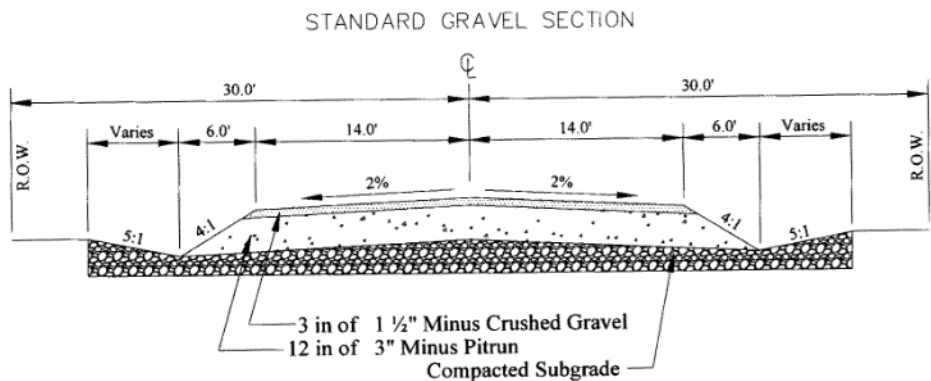 STANDARD GRAVEL SECTION
℄
30.0' 30.0'
Varies 6.0' 14.0' 14.0' 6.0' Varies
R.O.W. R.O.W.
2% 2%
5:1 4:1 4:1 5:1
3 in of 1 ½" Minus Crushed Gravel
12 in of 3" Minus Pitrun
Compacted Subgrade